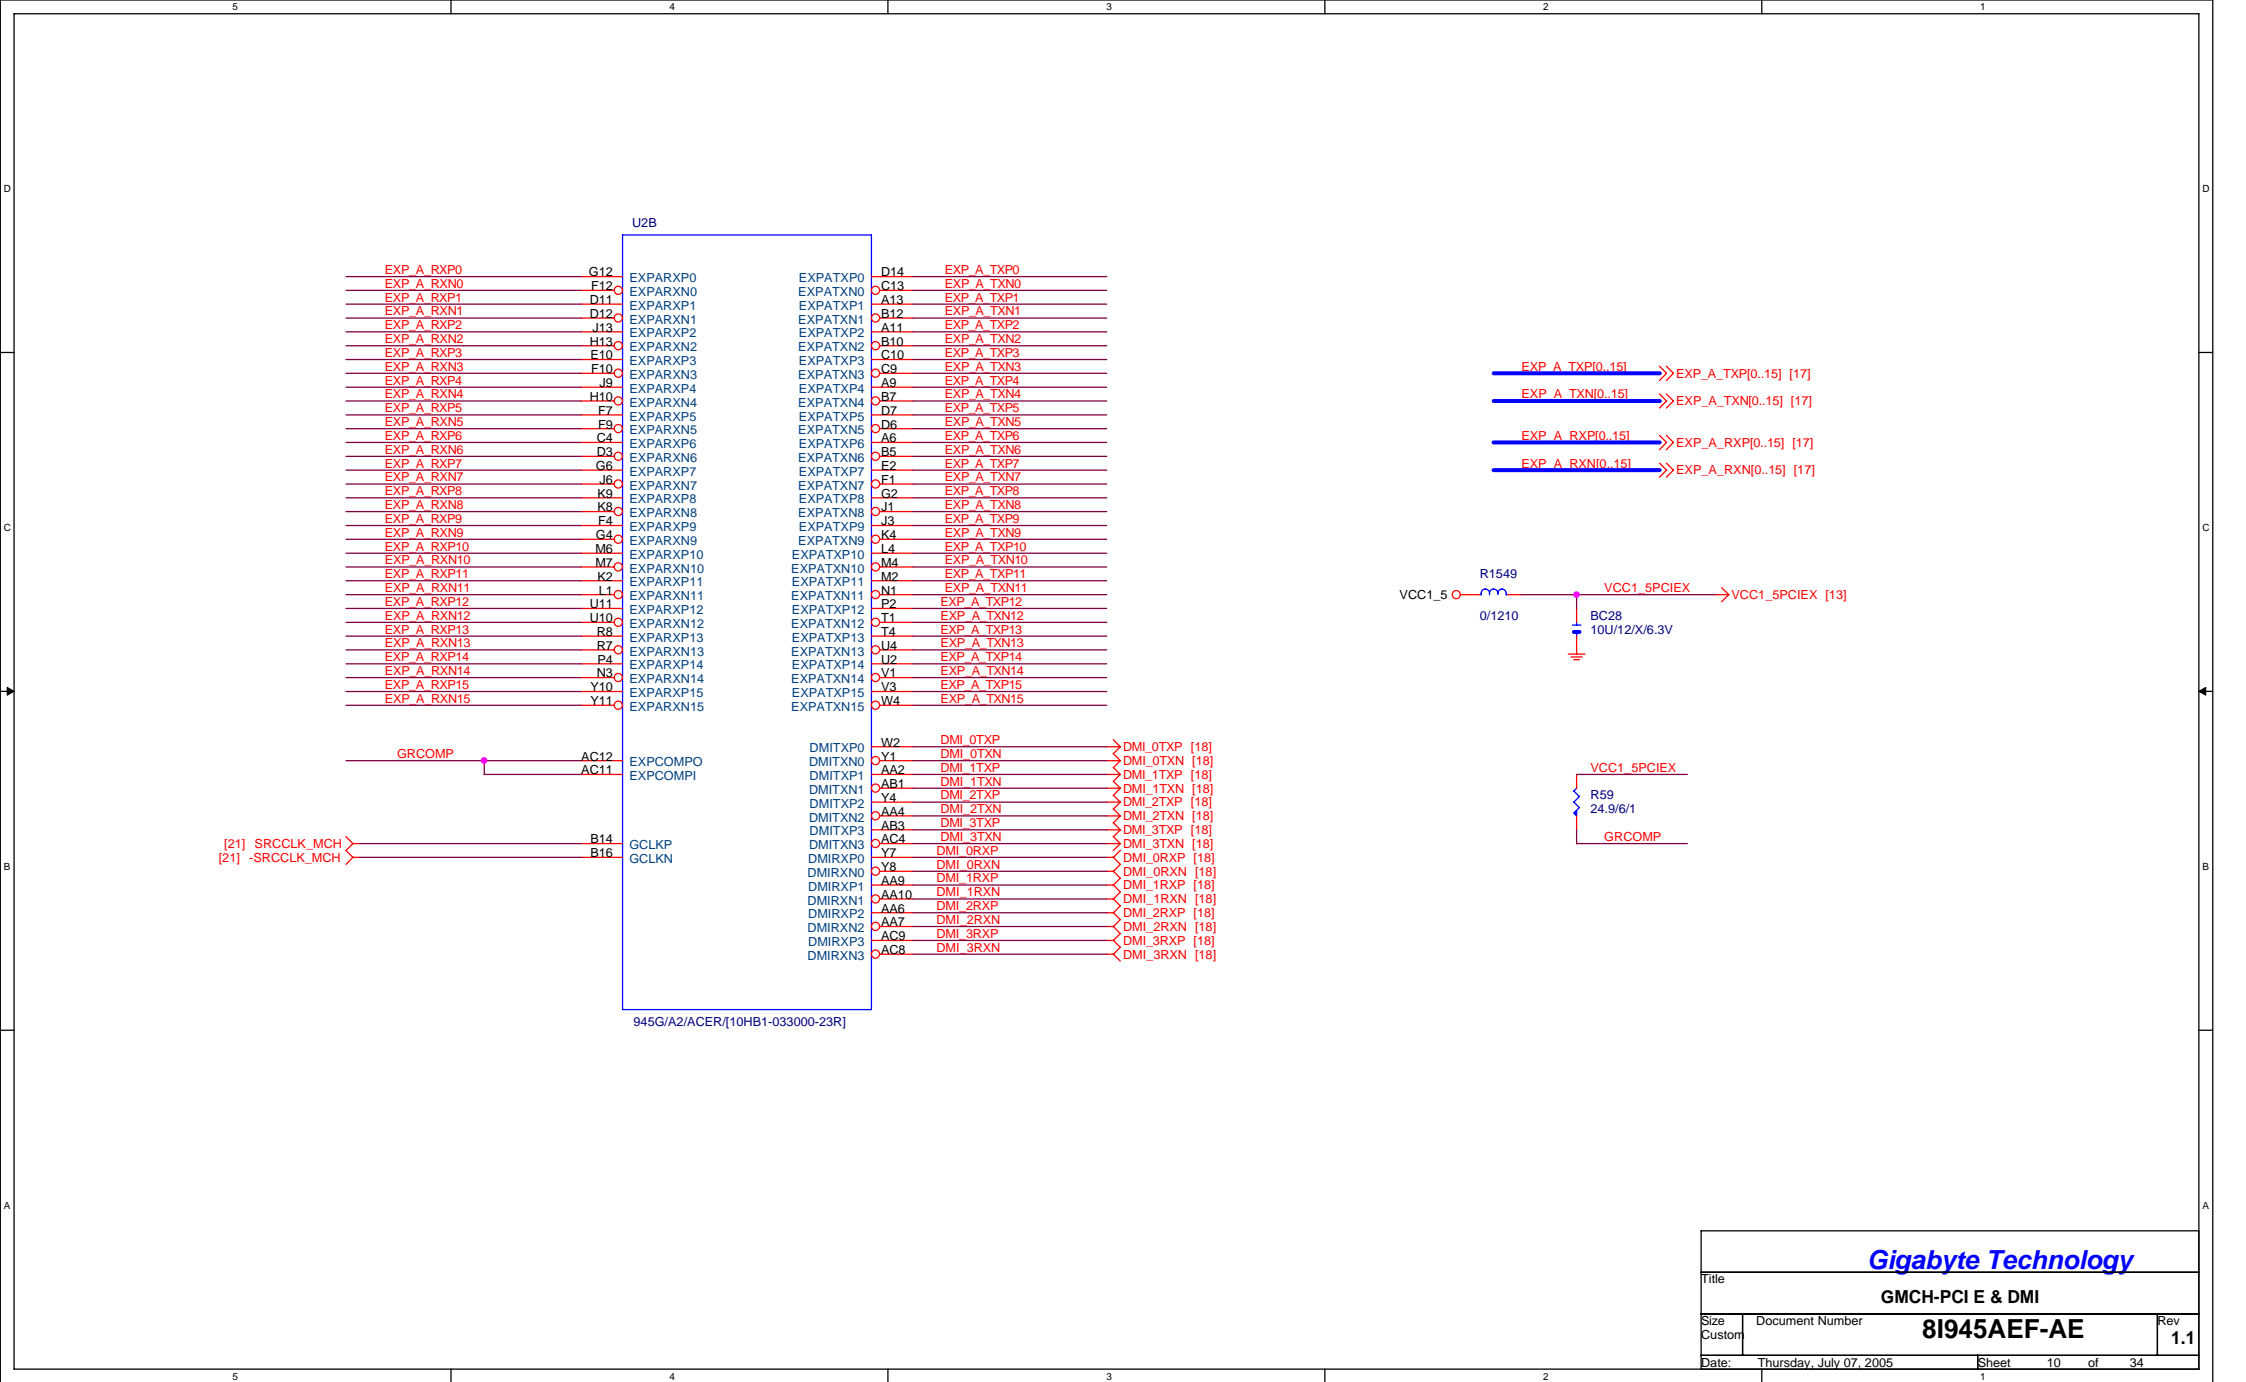 5 4 3 2 1
D D
C C
B B
A A
U2B
EXP_A_RXP0 G12 EXPARXP0 EXPATXP0 D14 EXP_A_TXP0
EXP_A_RXN0 F12 EXPARXN0 EXPATXN0 C13 EXP_A_TXN0
EXP_A_RXP1 D11 EXPARXP1 EXPATXP1 A13 EXP_A_TXP1
EXP_A_RXN1 D12 EXPARXN1 EXPATXN1 B12 EXP_A_TXN1
EXP_A_RXP2 J13 EXPARXP2 EXPATXP2 A11 EXP_A_TXP2
EXP_A_RXN2 H13 EXPARXN2 EXPATXN2 B10 EXP_A_TXN2
EXP_A_RXP3 E10 EXPARXP3 EXPATXP3 C10 EXP_A_TXP3
EXP_A_RXN3 F10 EXPARXN3 EXPATXN3 C9 EXP_A_TXN3
EXP_A_RXP4 J9 EXPARXP4 EXPATXP4 A9 EXP_A_TXP4
EXP_A_RXN4 H10 EXPARXN4 EXPATXN4 B7 EXP_A_TXN4
EXP_A_RXP5 F7 EXPARXP5 EXPATXP5 D7 EXP_A_TXP5
EXP_A_RXN5 F9 EXPARXN5 EXPATXN5 D6 EXP_A_TXN5
EXP_A_RXP6 C4 EXPARXP6 EXPATXP6 A6 EXP_A_TXP6
EXP_A_RXN6 D3 EXPARXN6 EXPATXN6 B5 EXP_A_TXN6
EXP_A_RXP7 G6 EXPARXP7 EXPATXP7 E2 EXP_A_TXP7
EXP_A_RXN7 J6 EXPARXN7 EXPATXN7 F1 EXP_A_TXN7
EXP_A_RXP8 K9 EXPARXP8 EXPATXP8 G2 EXP_A_TXP8
EXP_A_RXN8 K8 EXPARXN8 EXPATXN8 J1 EXP_A_TXN8
EXP_A_RXP9 F4 EXPARXP9 EXPATXP9 J3 EXP_A_TXP9
EXP_A_RXN9 G4 EXPARXN9 EXPATXN9 K4 EXP_A_TXN9
EXP_A_RXP10 M6 EXPARXP10 EXPATXP10 L4 EXP_A_TXP10
EXP_A_RXN10 M7 EXPARXN10 EXPATXN10 M4 EXP_A_TXN10
EXP_A_RXP11 K2 EXPARXP11 EXPATXP11 M2 EXP_A_TXP11
EXP_A_RXN11 L1 EXPARXN11 EXPATXN11 N1 EXP_A_TXN11
EXP_A_RXP12 U11 EXPARXP12 EXPATXP12 P2 EXP_A_TXP12
EXP_A_RXN12 U10 EXPARXN12 EXPATXN12 T1 EXP_A_TXN12
EXP_A_RXP13 R8 EXPARXP13 EXPATXP13 T4 EXP_A_TXP13
EXP_A_RXN13 R7 EXPARXN13 EXPATXN13 U4 EXP_A_TXN13
EXP_A_RXP14 P4 EXPARXP14 EXPATXP14 U2 EXP_A_TXP14
EXP_A_RXN14 N3 EXPARXN14 EXPATXN14 V1 EXP_A_TXN14
EXP_A_RXP15 Y10 EXPARXP15 EXPATXP15 V3 EXP_A_TXP15
EXP_A_RXN15 Y11 EXPARXN15 EXPATXN15 W4 EXP_A_TXN15
GRCOMP AC12 EXPCOMPO
AC11 EXPCOMPI
[21] SRCCLK_MCH B14 GCLKP
[21] -SRCCLK_MCH B16 GCLKN
DMITXP0 W2 DMI_0TXP DMI_0TXP [18]
DMITXN0 Y1 DMI_0TXN DMI_0TXN [18]
DMITXP1 AA2 DMI_1TXP DMI_1TXP [18]
DMITXN1 AB1 DMI_1TXN DMI_1TXN [18]
DMITXP2 Y4 DMI_2TXP DMI_2TXP [18]
DMITXN2 AA4 DMI_2TXN DMI_2TXN [18]
DMITXP3 AB3 DMI_3TXP DMI_3TXP [18]
DMITXN3 AC4 DMI_3TXN DMI_3TXN [18]
DMIRXP0 Y7 DMI_0RXP DMI_0RXP [18]
DMIRXN0 Y8 DMI_0RXN DMI_0RXN [18]
DMIRXP1 AA9 DMI_1RXP DMI_1RXP [18]
DMIRXN1 AA10 DMI_1RXN DMI_1RXN [18]
DMIRXP2 AA6 DMI_2RXP DMI_2RXP [18]
DMIRXN2 AA7 DMI_2RXN DMI_2RXN [18]
DMIRXP3 AC9 DMI_3RXP DMI_3RXP [18]
DMIRXN3 AC8 DMI_3RXN DMI_3RXN [18]
945G/A2/ACER/[10HB1-033000-23R]
EXP_A_TXP[0..15] EXP_A_TXP[0..15] [17]
EXP_A_TXN[0..15] EXP_A_TXN[0..15] [17]
EXP_A_RXP[0..15] EXP_A_RXP[0..15] [17]
EXP_A_RXN[0..15] EXP_A_RXN[0..15] [17]
R1549
VCC1_5 VCC1_5PCIEX VCC1_5PCIEX [13]
0/1210
BC28
10U/12/X/6.3V
VCC1_5PCIEX
R59
24.9/6/1
GRCOMP
Gigabyte Technology
Title
GMCH-PCI E & DMI
Size
Custom
Document Number
8I945AEF-AE
Rev
1.1
Date: Thursday, July 07, 2005 Sheet 10 of 34
5 4 3 2 1